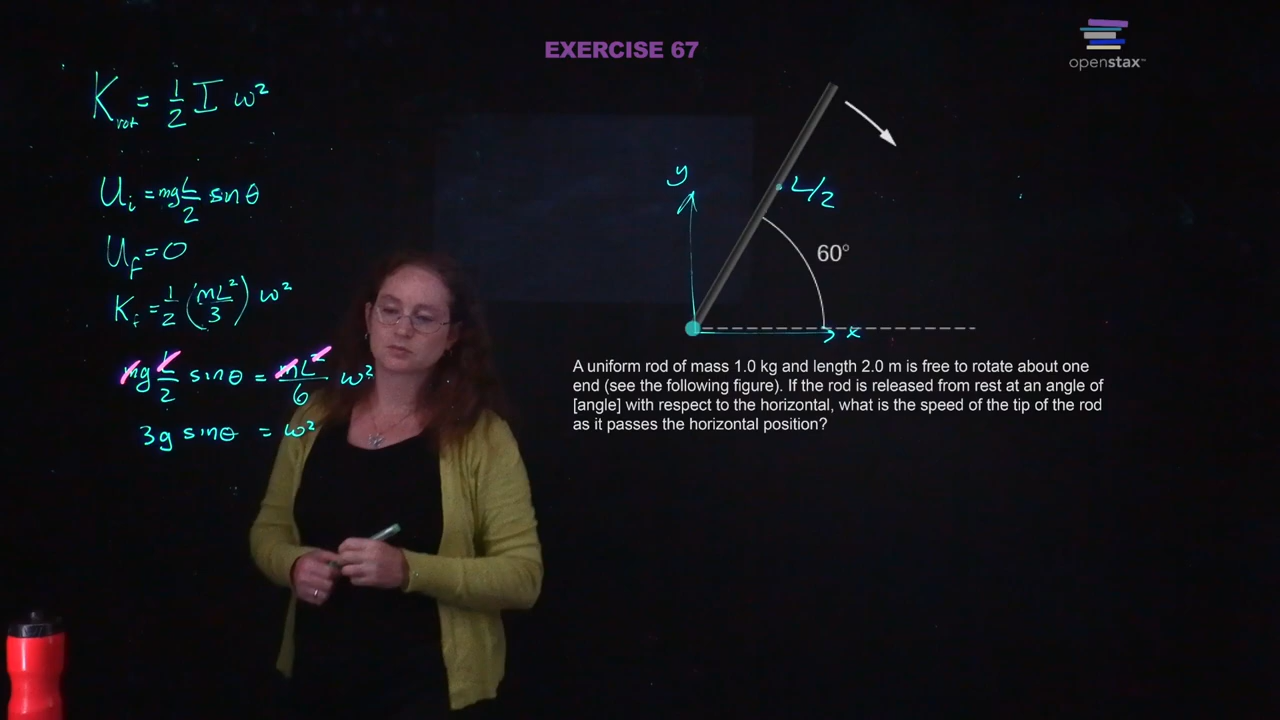 EXERCISE 67
openstax™
K_rot = 1/2 I ω²
U_i = mg L/2 sin θ
U_f = 0
K_f = 1/2 (mL²/3) ω²
mg L/2 sin θ = mL²/6 ω²
3g sin θ = ω²
y
L/2
60°
x
A uniform rod of mass 1.0 kg and length 2.0 m is free to rotate about one
end (see the following figure). If the rod is released from rest at an angle of
[angle] with respect to the horizontal, what is the speed of the tip of the rod
as it passes the horizontal position?